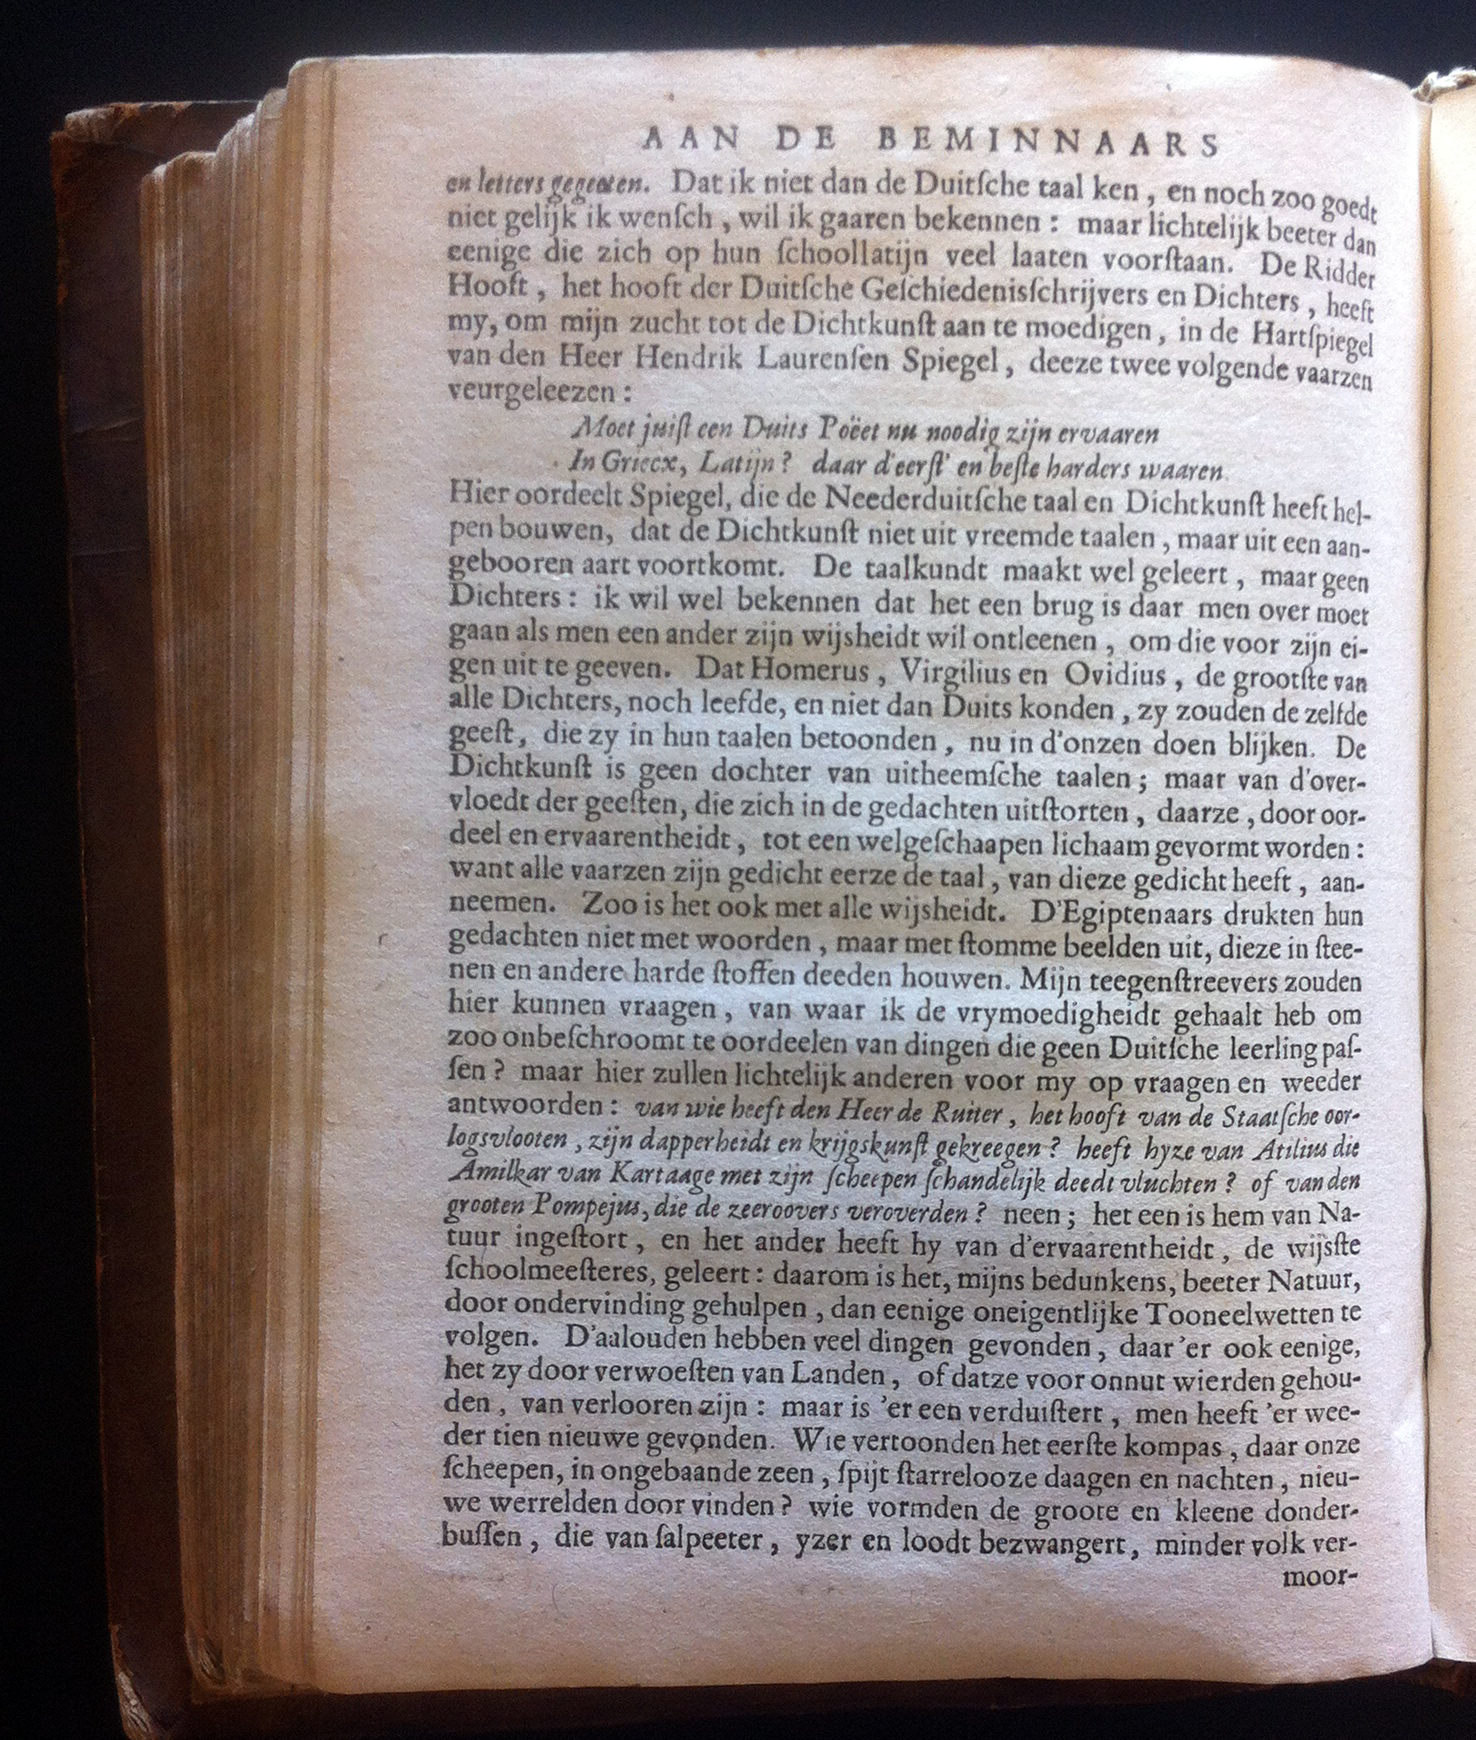 AAN DE BEMINNAARS
en letters gegeeten. Dat ik niet dan de Duitſche taal ken, en noch zoo goedt
niet gelijk ik wenſch, wil ik gaaren bekennen: maar lichtelijk beeter dan
eenige die zich op hun ſchoollatijn veel laaten voorſtaan. De Ridder
Hooft, het hooft der Duitſche Geſchiedenisſchrijvers en Dichters, heeft
my, om mijn zucht tot de Dichtkunſt aan te moedigen, in de Hartſpiegel
van den Heer Hendrik Laurenſen Spiegel, deeze twee volgende vaarzen
veurgeleezen:
Moet juiſt een Duits Poëet nu noodig zijn ervaaren
In Griecx, Latijn? daar d'eerſt' en beſte harders waaren.
Hier oordeelt Spiegel, die de Neederduitſche taal en Dichtkunſt heeft hel-
pen bouwen, dat de Dichtkunſt niet uit vreemde taalen, maar uit een aan-
gebooren aart voortkomt. De taalkundt maakt wel geleert, maar geen
Dichters: ik wil wel bekennen dat het een brug is daar men over moet
gaan als men een ander zijn wijsheidt wil ontleenen, om die voor zijn ei-
gen uit te geeven. Dat Homerus, Virgilius en Ovidius, de grootſte van
alle Dichters, noch leefde, en niet dan Duits konden, zy zouden de zelfde
geeſt, die zy in hun taalen betoonden, nu in d'onzen doen blijken. De
Dichtkunſt is geen dochter van uitheemſche taalen; maar van d'over-
vloedt der geeſten, die zich in de gedachten uitſtorten, daarze, door oor-
deel en ervaarentheidt, tot een welgeſchaapen lichaam gevormt worden:
want alle vaarzen zijn gedicht eerze de taal, van dieze gedicht heeft, aan-
neemen. Zoo is het ook met alle wijsheidt. D'Egiptenaars drukten hun
gedachten niet met woorden, maar met ſtomme beelden uit, dieze in ſtee-
nen en andere harde ſtoffen deeden houwen. Mijn teegenſtreevers zouden
hier kunnen vraagen, van waar ik de vrymoedigheidt gehaalt heb om
zoo onbeſchroomt te oordeelen van dingen die geen Duitſche leerling paſ-
ſen? maar hier zullen lichtelijk anderen voor my op vraagen en weeder
antwoorden: van wie heeft den Heer de Ruiter, het hooft van de Staatſche oor-
logsvlooten, zijn dapperheidt en krijgskunſt gekreegen? heeft hyze van Atilius die
Amilkar van Kartaage met zijn ſcheepen ſchandelijk deedt vluchten? of van den
grooten Pompejus, die de zeeroovers veroverden? neen; het een is hem van Na-
tuur ingeſtort, en het ander heeft hy van d'ervaarentheidt, de wijsſte
ſchoolmeeſteres, geleert: daarom is het, mijns bedunkens, beeter Natuur,
door ondervinding gehulpen, dan eenige oneigentlijke Tooneelwetten te
volgen. D'aalouden hebben veel dingen gevonden, daar 'er ook eenige,
het zy door verwoeſten van Landen, of datze voor onnut wierden gehou-
den, van verlooren zijn: maar is 'er een verduiſtert, men heeft 'er wee-
der tien nieuwe gevonden. Wie vertoonden het eerſte kompas, daar onze
ſcheepen, in ongebaande zeen, ſpijt ſtarrelooze daagen en nachten, nieu-
we werrelden door vinden? wie vormden de groote en kleene donder-
buſſen, die van ſalpeeter, yzer en loodt bezwangert, minder volk ver-
moor-